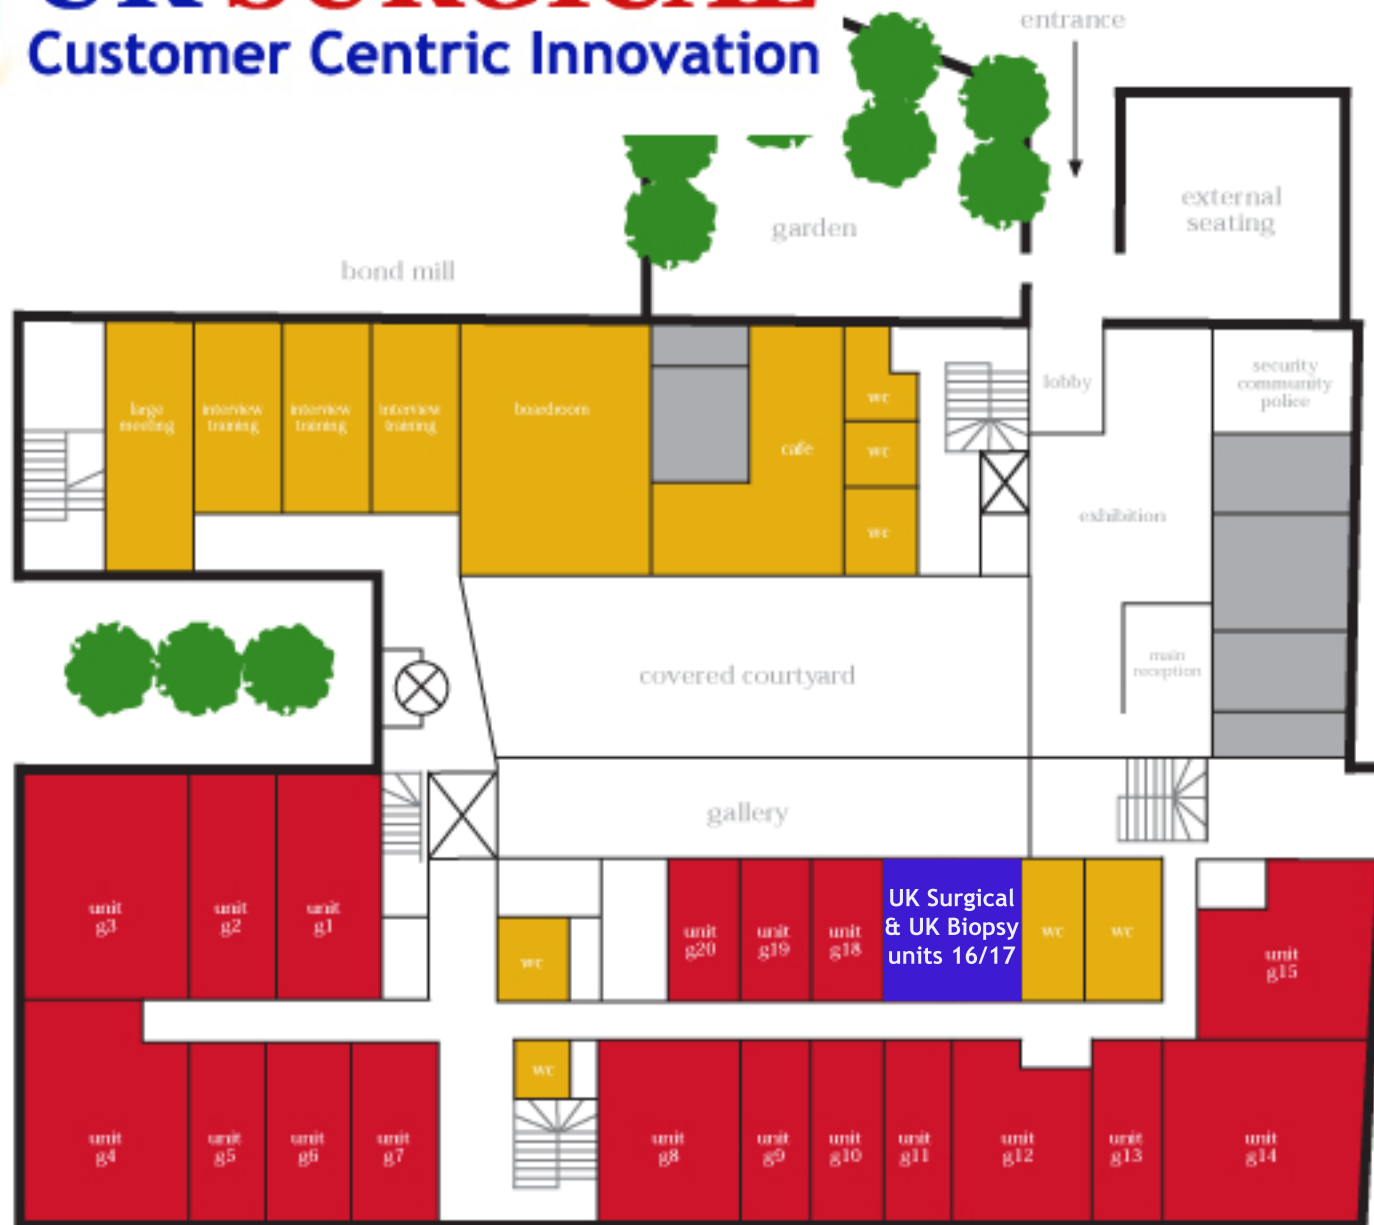 UK SURGICAL
Customer Centric Innovation
entrance
external
seating
garden
bond mill
security
community
police
lobby
large
meeting
interview
training
interview
training
interview
training
boardroom
cafe
wc
wc
wc
exhibition
main
reception
covered courtyard
gallery
unit
g3
unit
g2
unit
g1
wc
unit
g20
unit
g19
unit
g18
UK Surgical
& UK Biopsy
units 16/17
wc
wc
unit
g15
wc
unit
g4
unit
g5
unit
g6
unit
g7
unit
g8
unit
g9
unit
g10
unit
g11
unit
g12
unit
g13
unit
g14